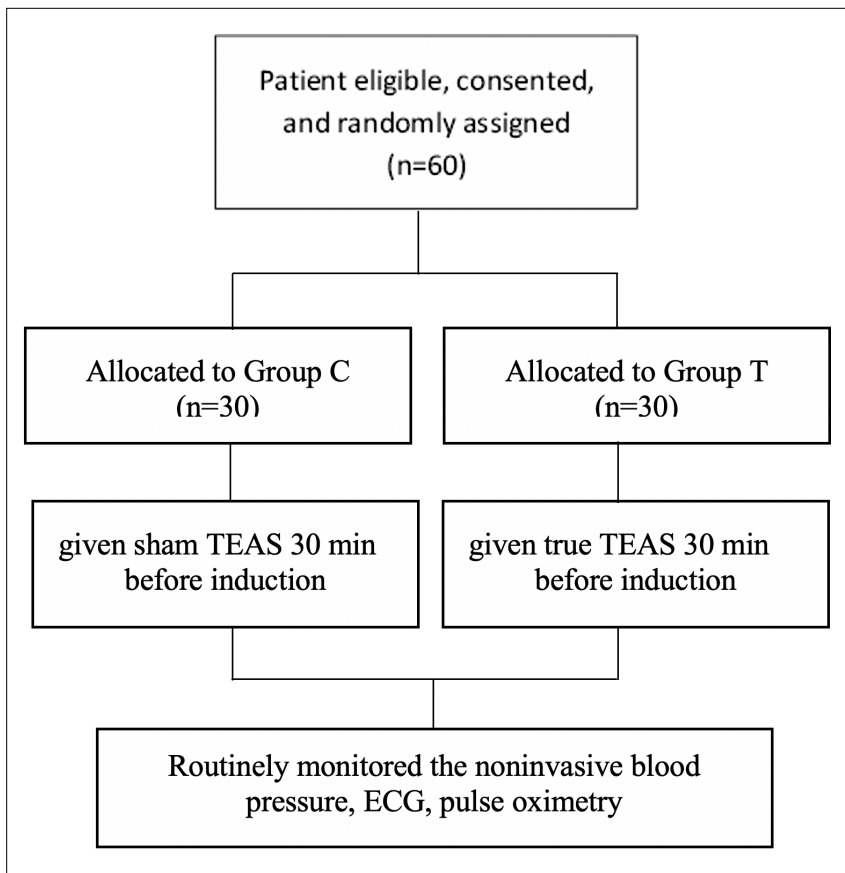 Patient eligible, consented,
and randomly assigned
(n=60)
Allocated to Group C
(n=30)
Allocated to Group T
(n=30)
given sham TEAS 30 min
before induction
given true TEAS 30 min
before induction
Routinely monitored the noninvasive blood
pressure, ECG, pulse oximetry